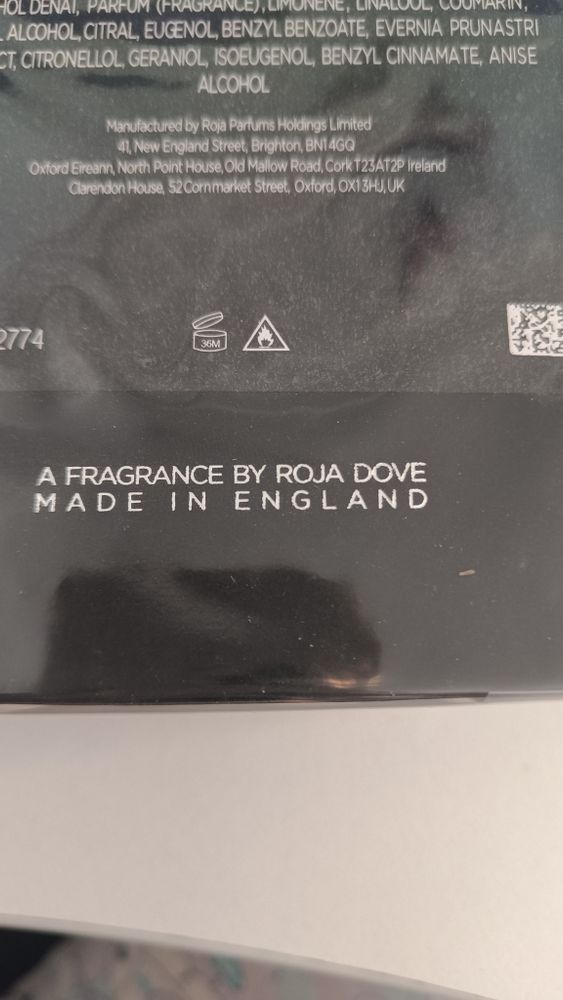 HOL DENAT, PARFUM (FRAGRANCE), LIMONENE, LINALOOL, COUMARIN,
ALCOHOL, CITRAL, EUGENOL, BENZYL BENZOATE, EVERNIA PRUNASTRI
CT, CITRONELLOL, GERANIOL, ISOEUGENOL, BENZYL CINNAMATE, ANISE
ALCOHOL
Manufactured by Roja Parfums Holdings Limited
41, New England Street, Brighton, BN1 4GQ
Oxford Eireann, North Point House, Old Mallow Road, Cork T23AT2P Ireland
Clarendon House, 52 Cornmarket Street, Oxford, OX1 3HJ, UK
2774
36M
A FRAGRANCE BY ROJA DOVE
MADE IN ENGLAND